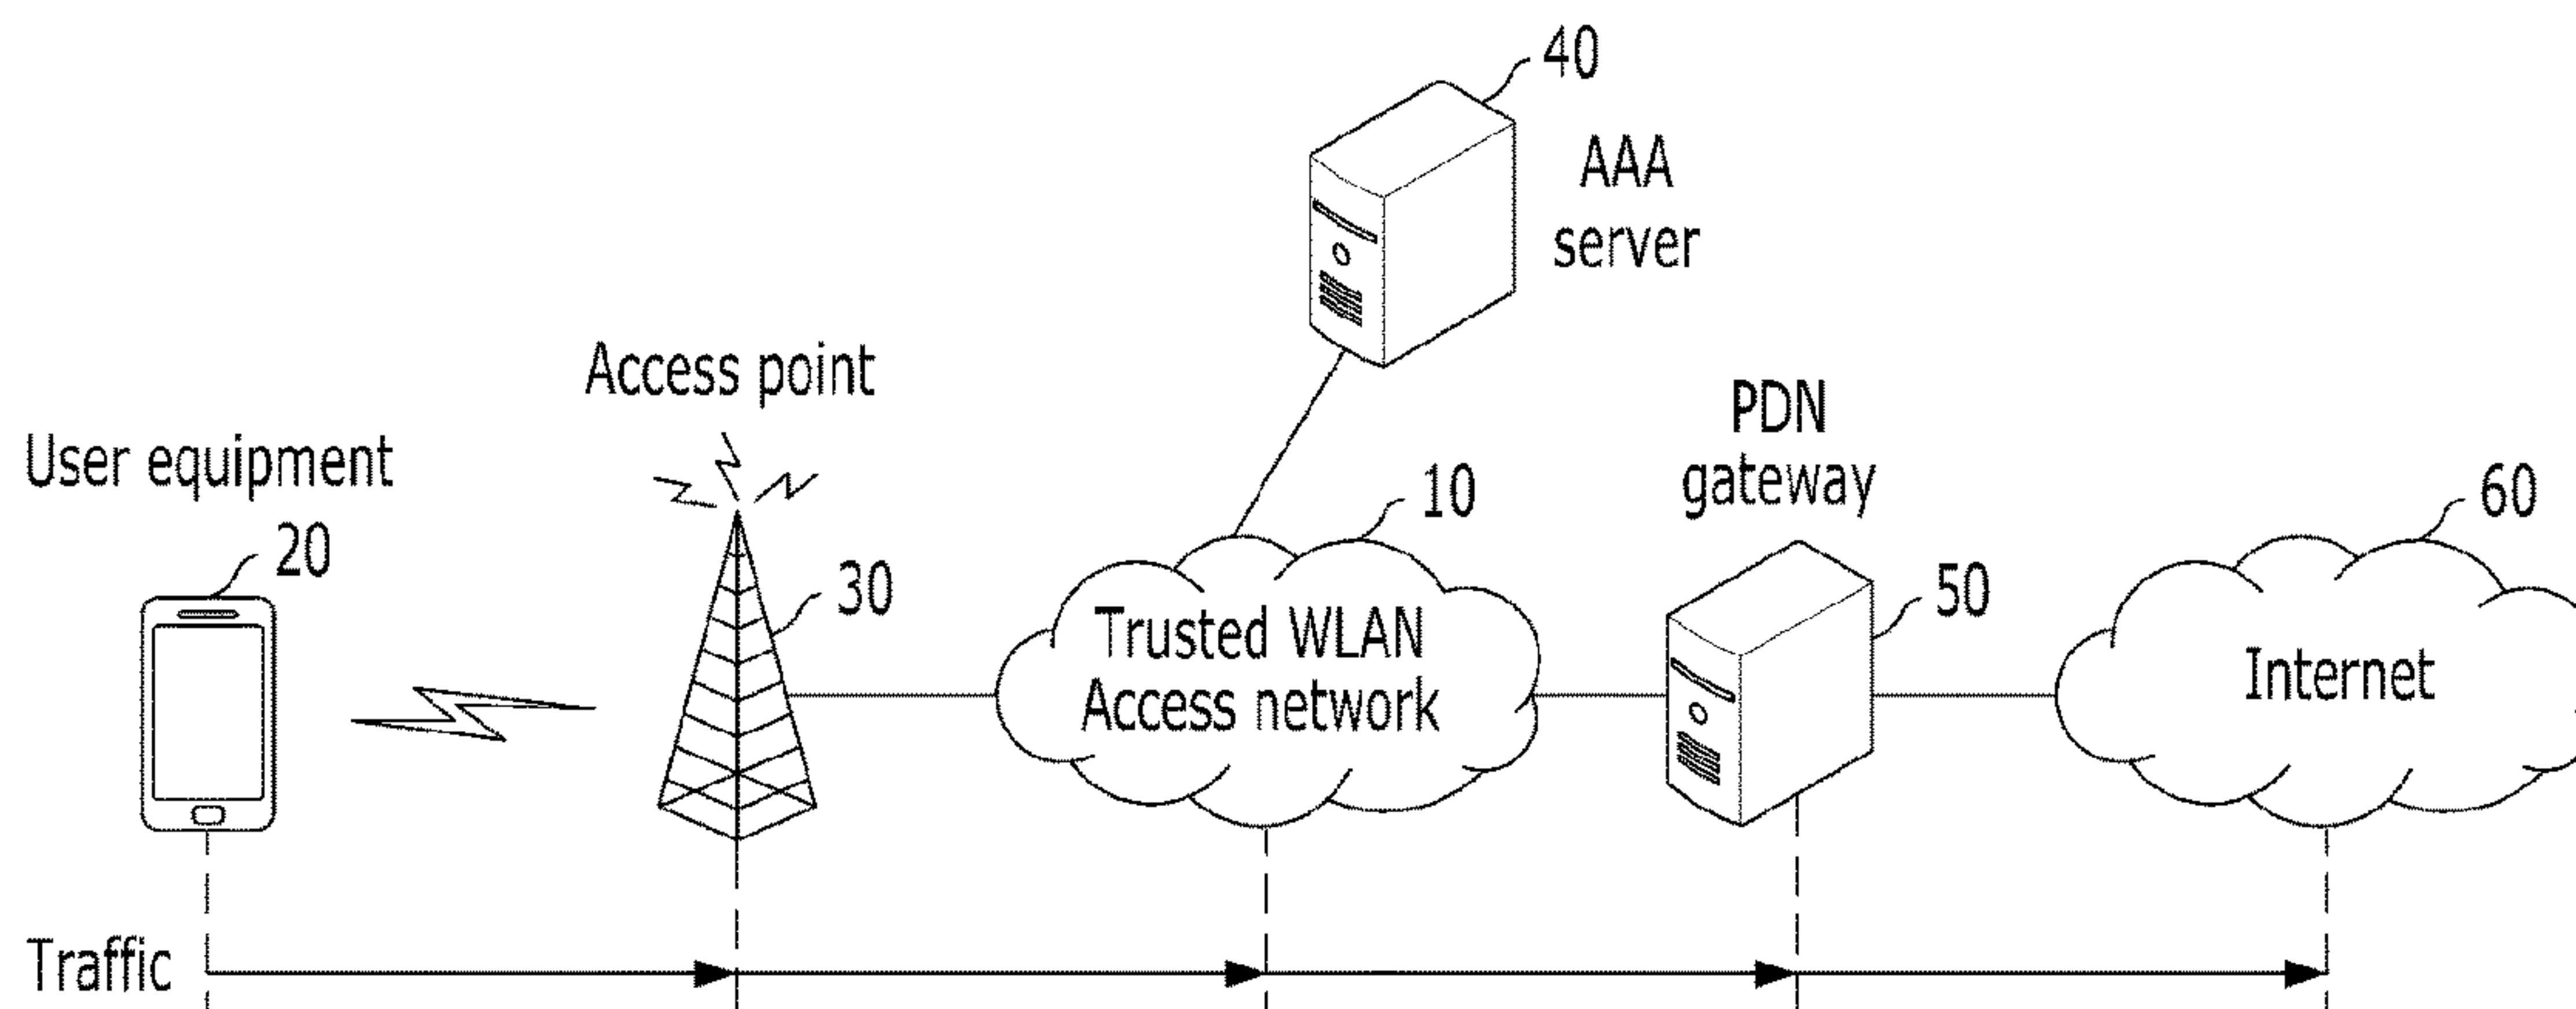 40
AAA
server
Access point
PDN
gateway
User equipment
10
60
20
30
50
Trusted WLAN
Access network
Internet
Traffic